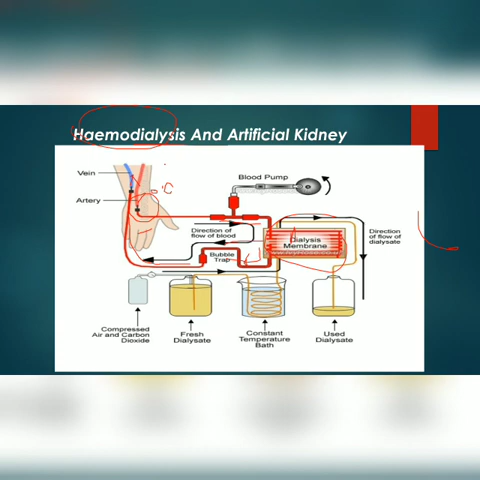 Haemodialysis And Artificial Kidney
Vein
Artery
Blood Pump
Direction of
flow of blood
Dialysis
Membrane
Direction
of flow of
dialysate
Bubble
Trap
Compressed
Air and Carbon
Dioxide
Fresh
Dialysate
Constant
Temperature
Bath
Used
Dialysate